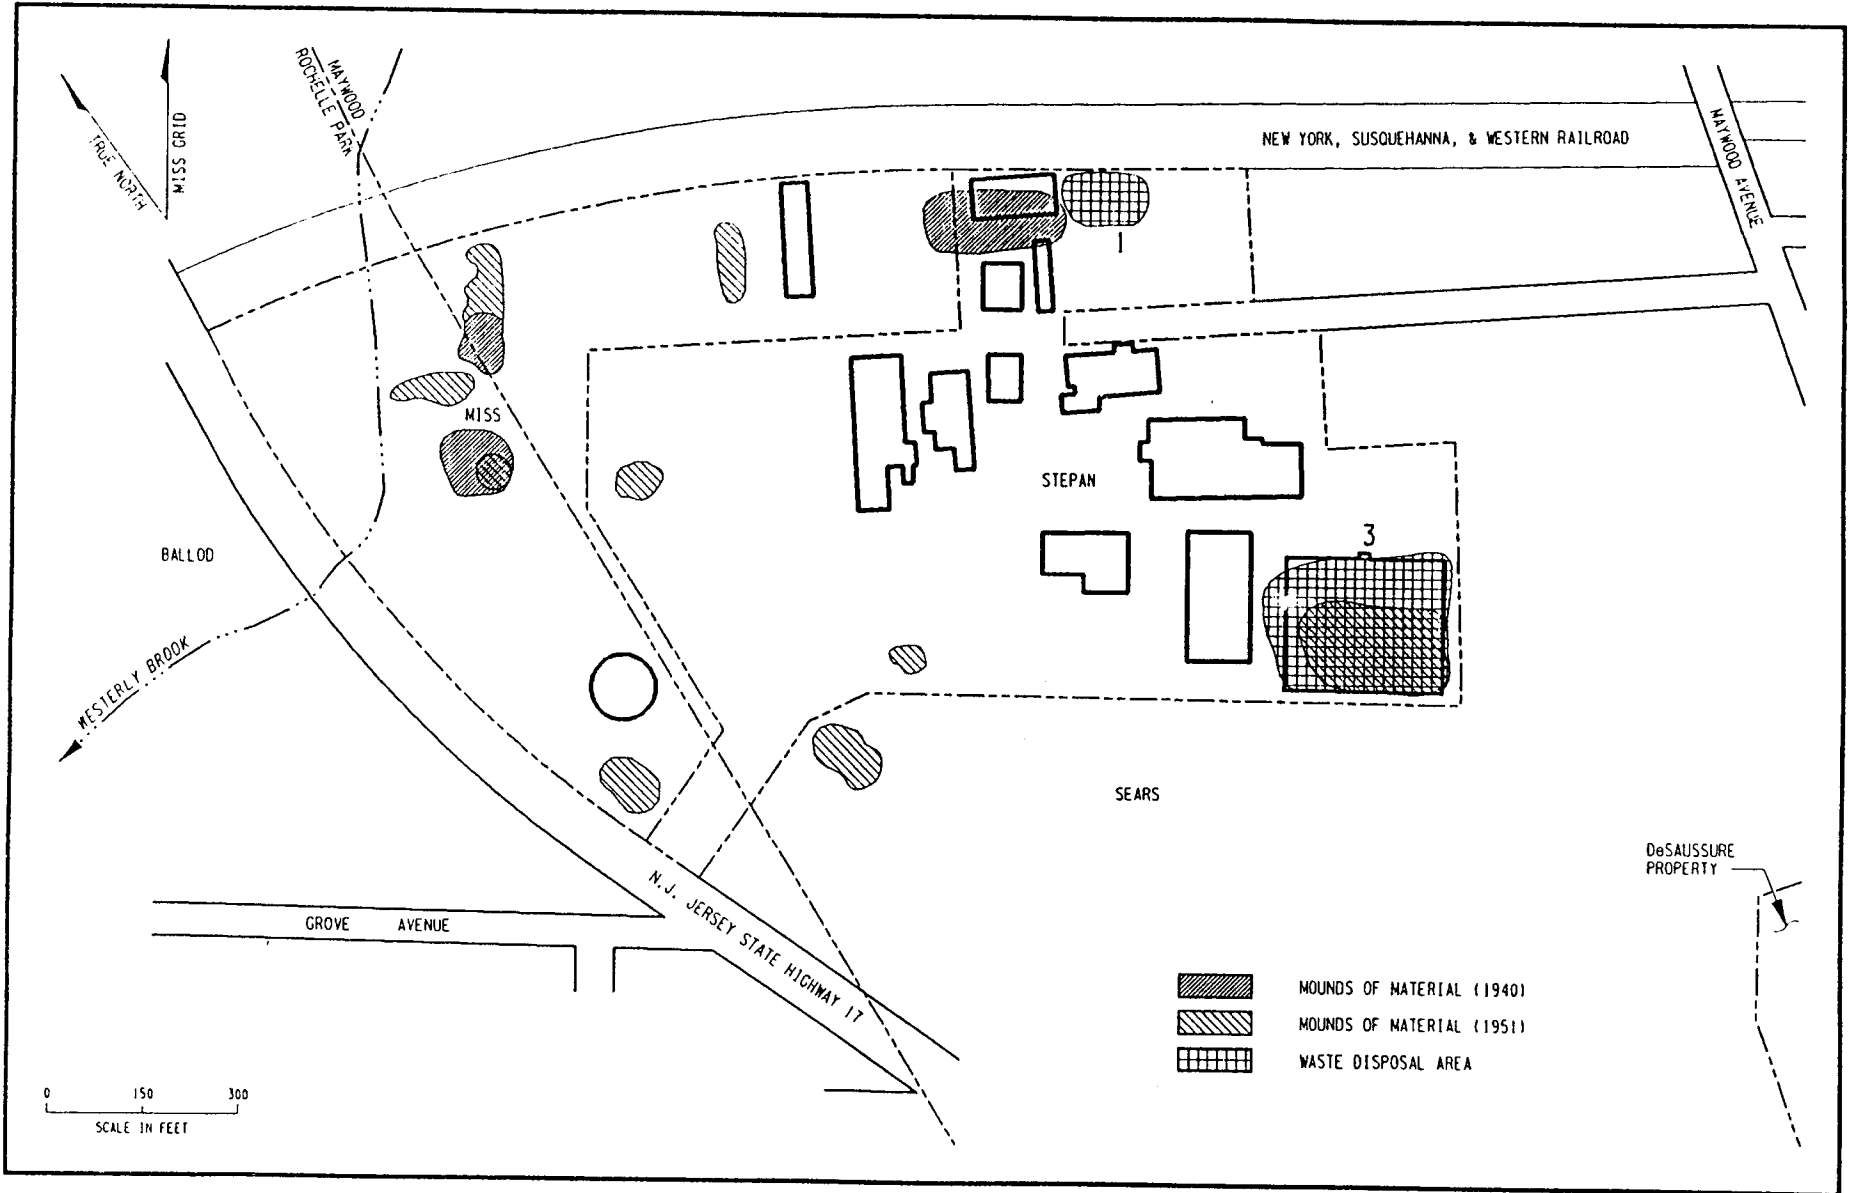 MAYWOOD
ROCHELLE PARK
TRUE NORTH
MISS GRID
NEW YORK, SUSQUEHANNA, & WESTERN RAILROAD
MAYWOOD AVENUE
1
MISS
STEPAN
3
BALLOD
WESTERLY BROOK
SEARS
DeSAUSSURE
PROPERTY
N.J. JERSEY STATE HIGHWAY 17
GROVE AVENUE
MOUNDS OF MATERIAL (1940)
MOUNDS OF MATERIAL (1951)
WASTE DISPOSAL AREA
0 150 300
SCALE IN FEET